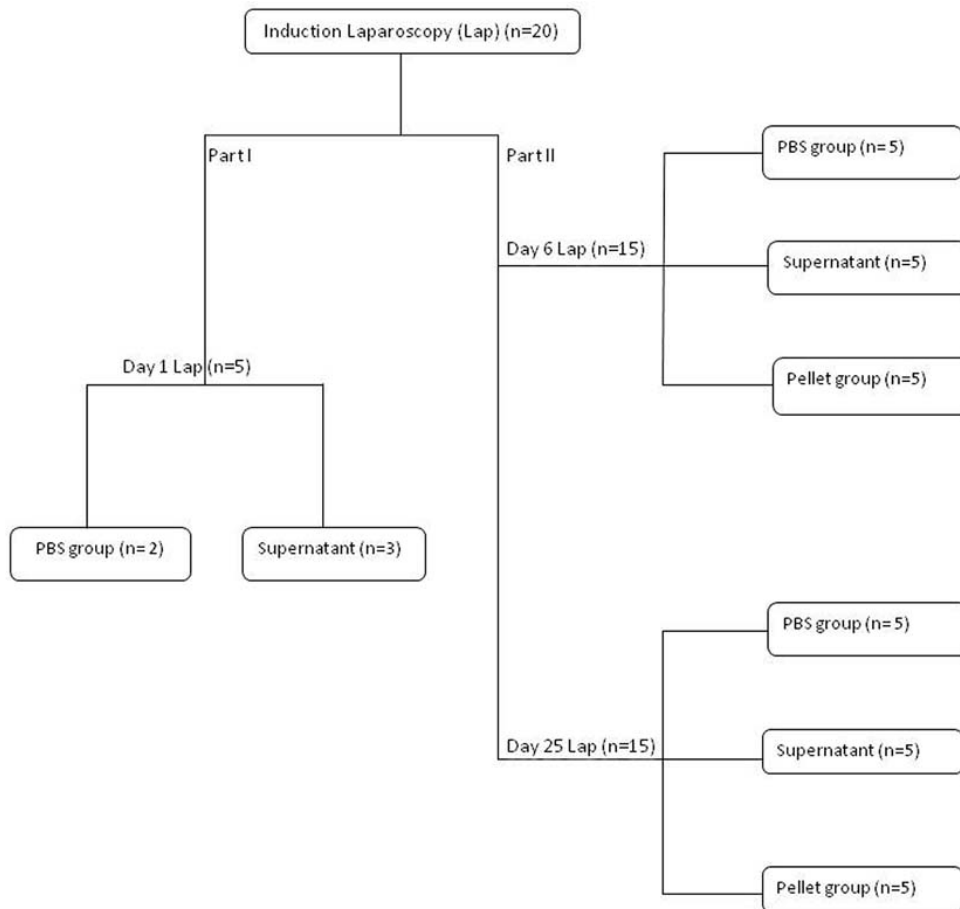 Induction Laparoscopy (Lap) (n=20)
Part I
Part II
PBS group (n= 5)
Day 6 Lap (n=15)
Supernatant (n=5)
Pellet group (n=5)
Day 1 Lap (n=5)
PBS group (n= 2)
Supernatant (n=3)
PBS group (n= 5)
Day 25 Lap (n=15)
Supernatant (n=5)
Pellet group (n=5)